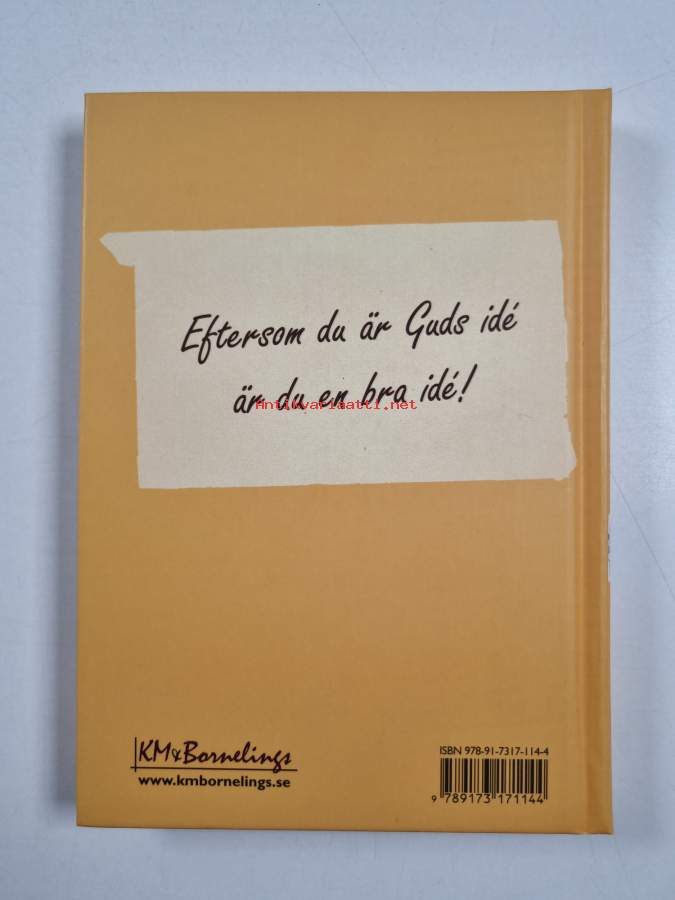 Eftersom du är Guds idé
är du en bra idé!
Antikvariaatti.net
KM & Bornelings
www.kmbornelings.se
ISBN 978-91-7317-114-4
9 789173 171144